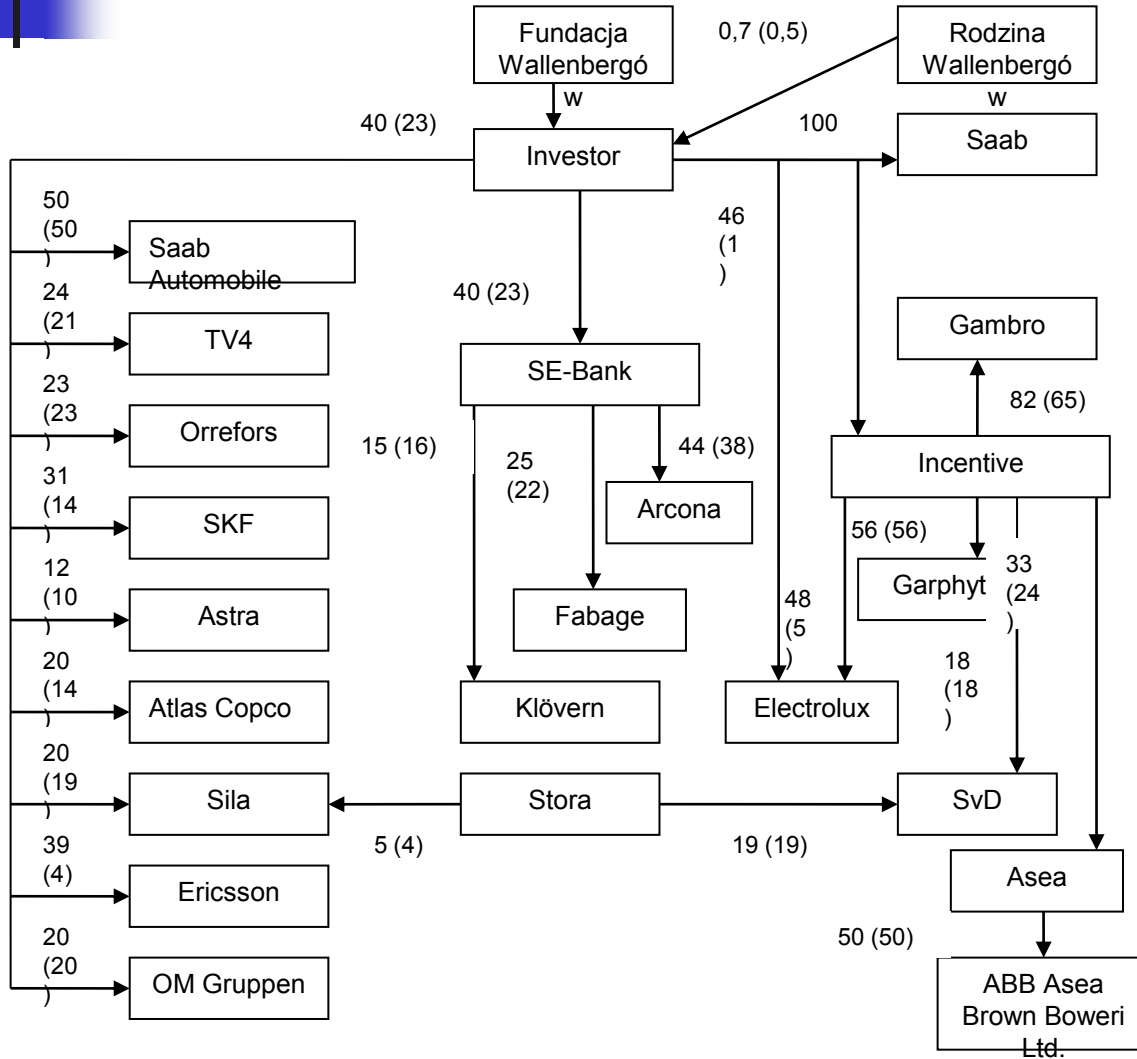 Fundacja
Wallenbergó
w
0,7 (0,5)
Rodzina
Wallenbergó
w
40 (23)
Investor
100
Saab
50
(50
)
Saab
Automobile
46
(1
)
24
(21
)
TV4
40 (23)
SE-Bank
Gambro
82 (65)
23
(23
)
Orrefors
15 (16)
25
(22)
44 (38)
Arcona
Incentive
31
(14
)
SKF
56 (56)
Garphyt
33
(24
)
12
(10
)
Astra
Fabage
48
(5
)
18
(18
)
20
(14
)
Atlas Copco
Klövern
Electrolux
20
(19
)
Sila
5 (4)
Stora
19 (19)
SvD
39
(4)
Ericsson
Asea
50 (50)
20
(20
)
OM Gruppen
ABB Asea
Brown Boweri
Ltd.